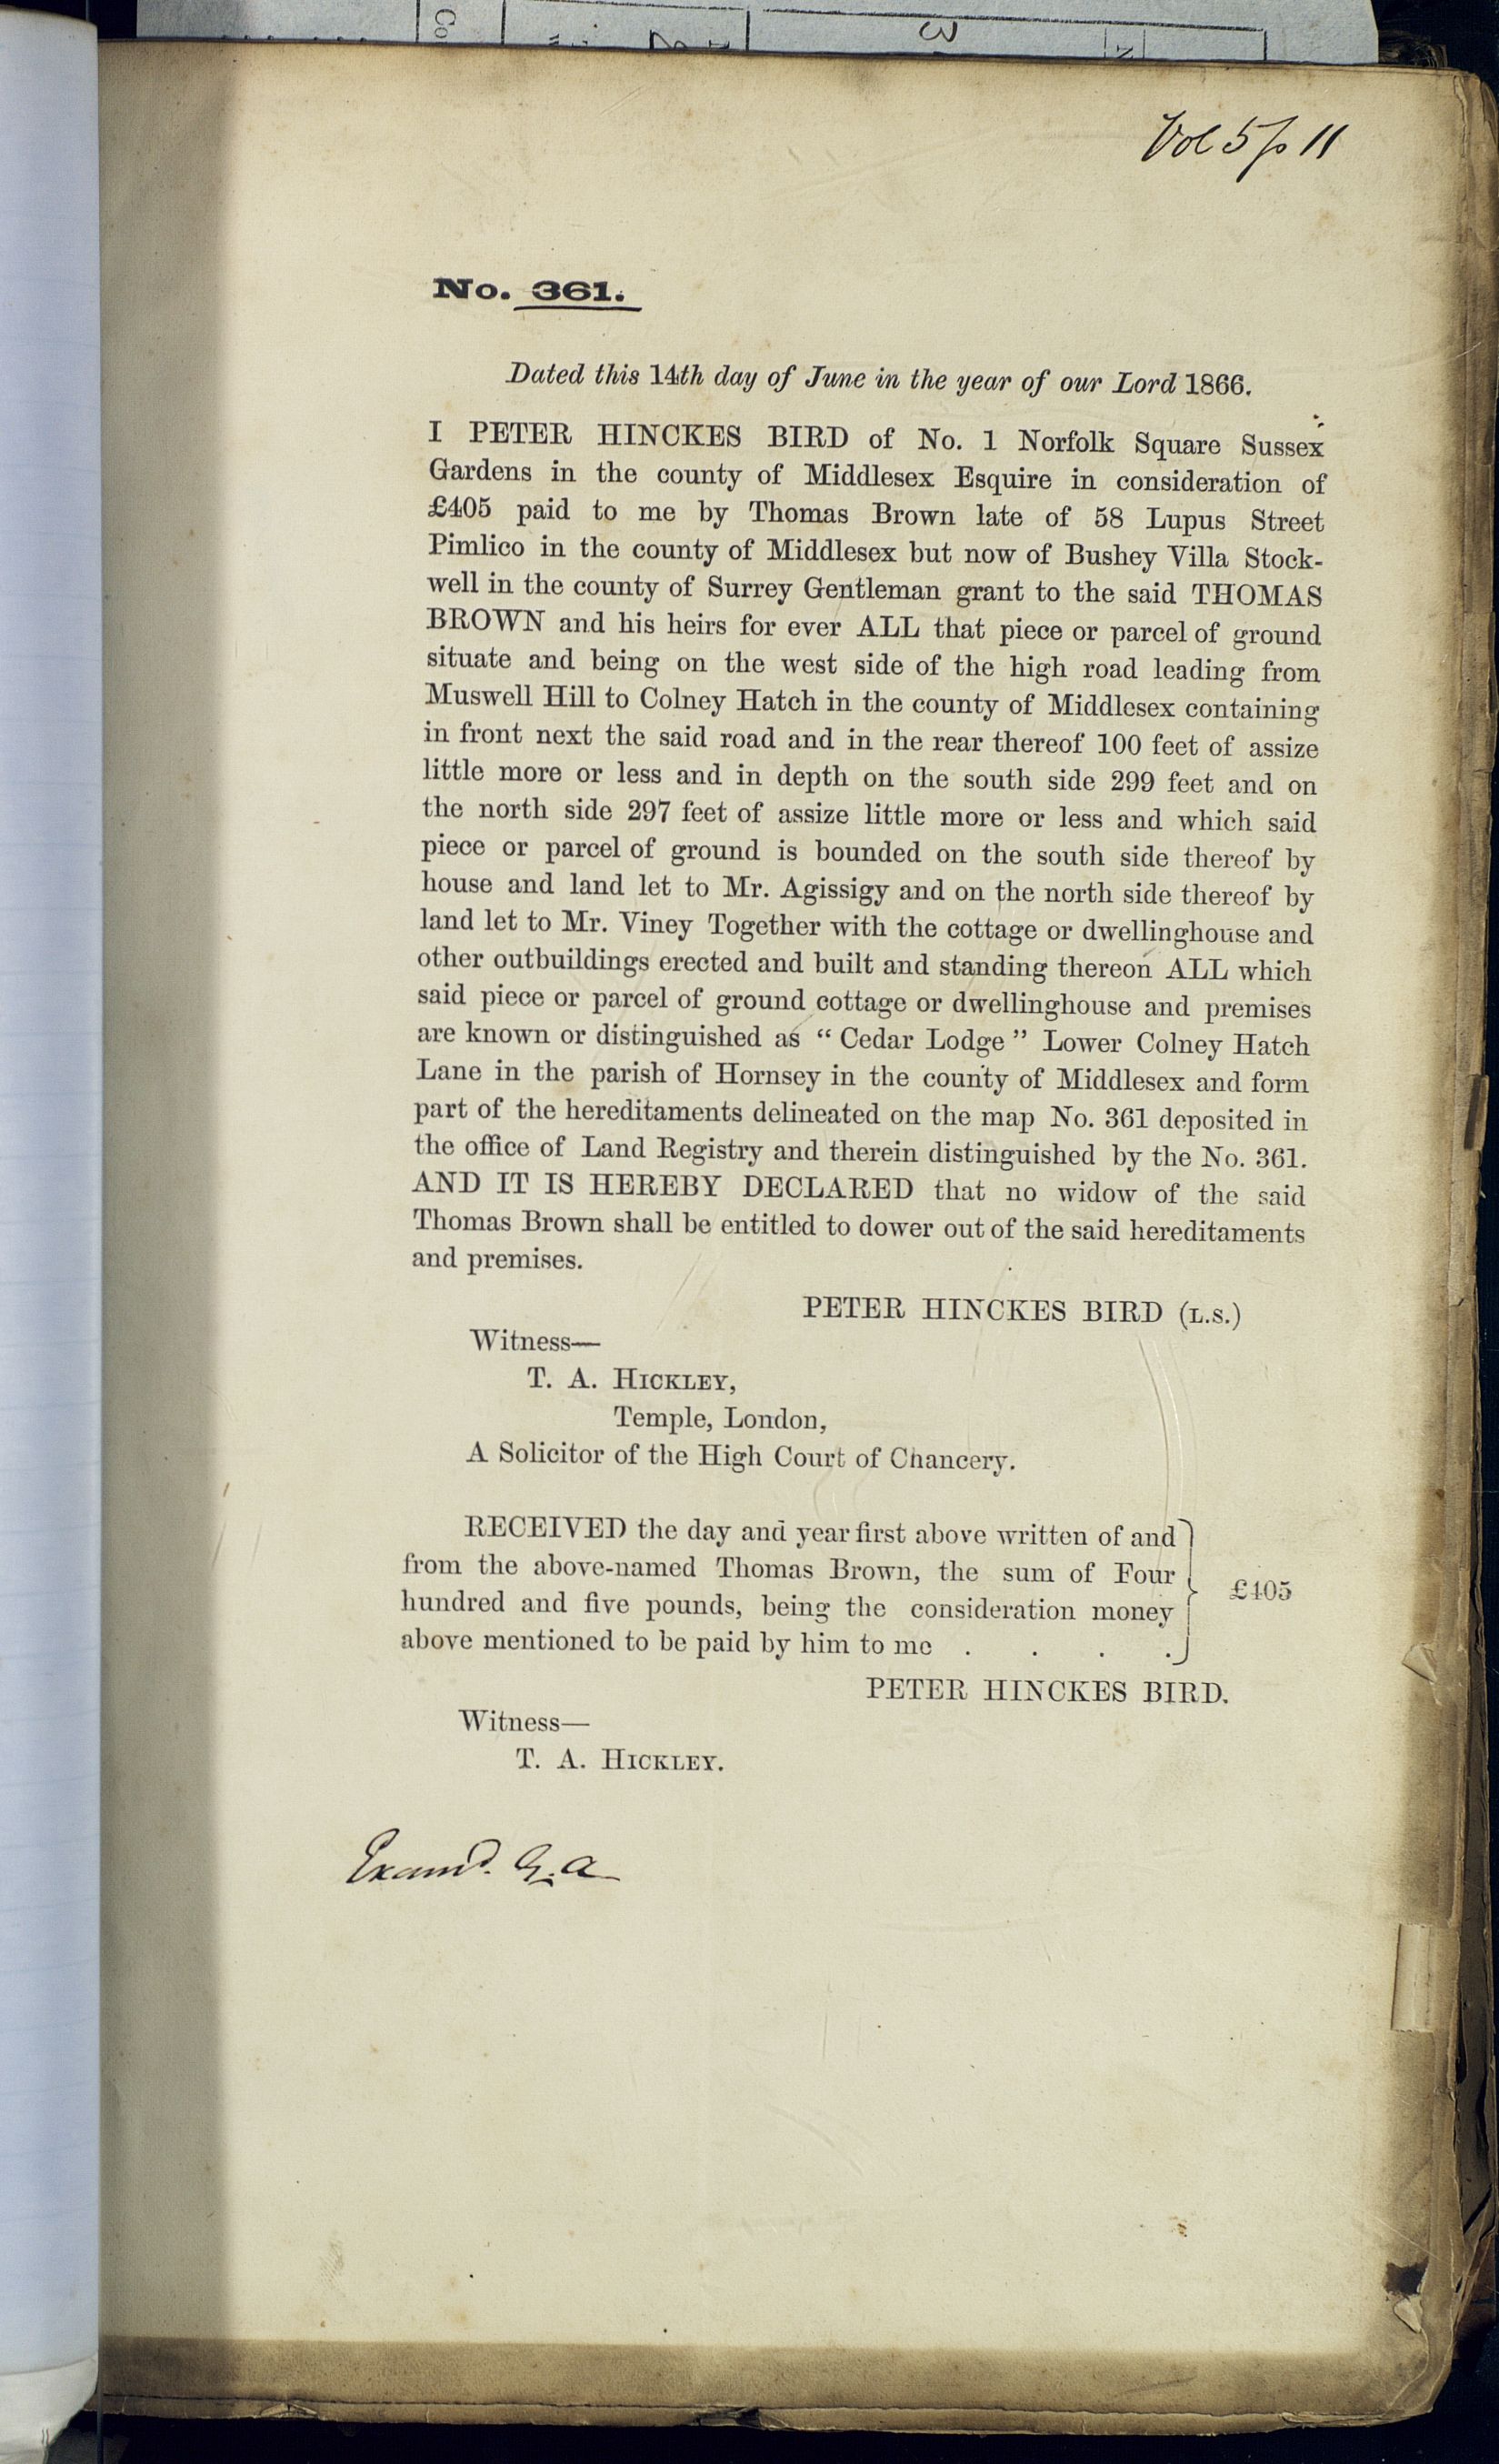 Vol 5 p 11
No. 361.
Dated this 14th day of June in the year of our Lord 1866.
I PETER HINCKES BIRD of No. 1 Norfolk Square Sussex
Gardens in the county of Middlesex Esquire in consideration of
£405 paid to me by Thomas Brown late of 58 Lupus Street
Pimlico in the county of Middlesex but now of Bushey Villa Stock-
well in the county of Surrey Gentleman grant to the said THOMAS
BROWN and his heirs for ever ALL that piece or parcel of ground
situate and being on the west side of the high road leading from
Muswell Hill to Colney Hatch in the county of Middlesex containing
in front next the said road and in the rear thereof 100 feet of assize
little more or less and in depth on the south side 299 feet and on
the north side 297 feet of assize little more or less and which said
piece or parcel of ground is bounded on the south side thereof by
house and land let to Mr. Agissigy and on the north side thereof by
land let to Mr. Viney Together with the cottage or dwellinghouse and
other outbuildings erected and built and standing thereon ALL which
said piece or parcel of ground cottage or dwellinghouse and premises
are known or distinguished as “ Cedar Lodge ” Lower Colney Hatch
Lane in the parish of Hornsey in the county of Middlesex and form
part of the hereditaments delineated on the map No. 361 deposited in
the office of Land Registry and therein distinguished by the No. 361.
AND IT IS HEREBY DECLARED that no widow of the said
Thomas Brown shall be entitled to dower out of the said hereditaments
and premises.
PETER HINCKES BIRD (L.S.)
Witness—
T. A. HICKLEY,
Temple, London,
A Solicitor of the High Court of Chancery.
RECEIVED the day and year first above written of and
from the above-named Thomas Brown, the sum of Four
hundred and five pounds, being the consideration money
above mentioned to be paid by him to me . . . .
£405
PETER HINCKES BIRD.
Witness—
T. A. HICKLEY.
Examd. G. A